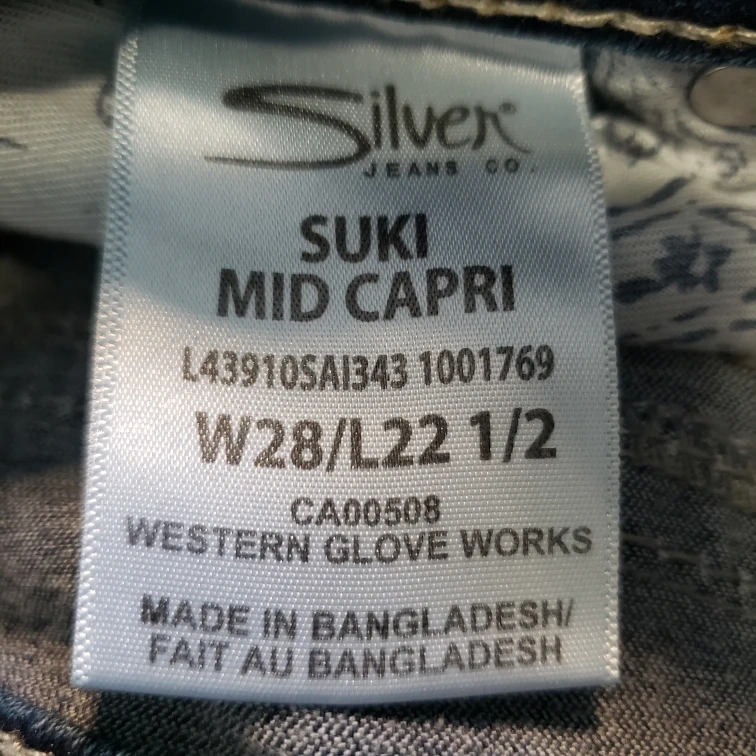 Silver®
JEANS CO.
SUKI
MID CAPRI
L43910SAI343 1001769
W28/L22 1/2
CA00508
WESTERN GLOVE WORKS
MADE IN BANGLADESH/
FAIT AU BANGLADESH